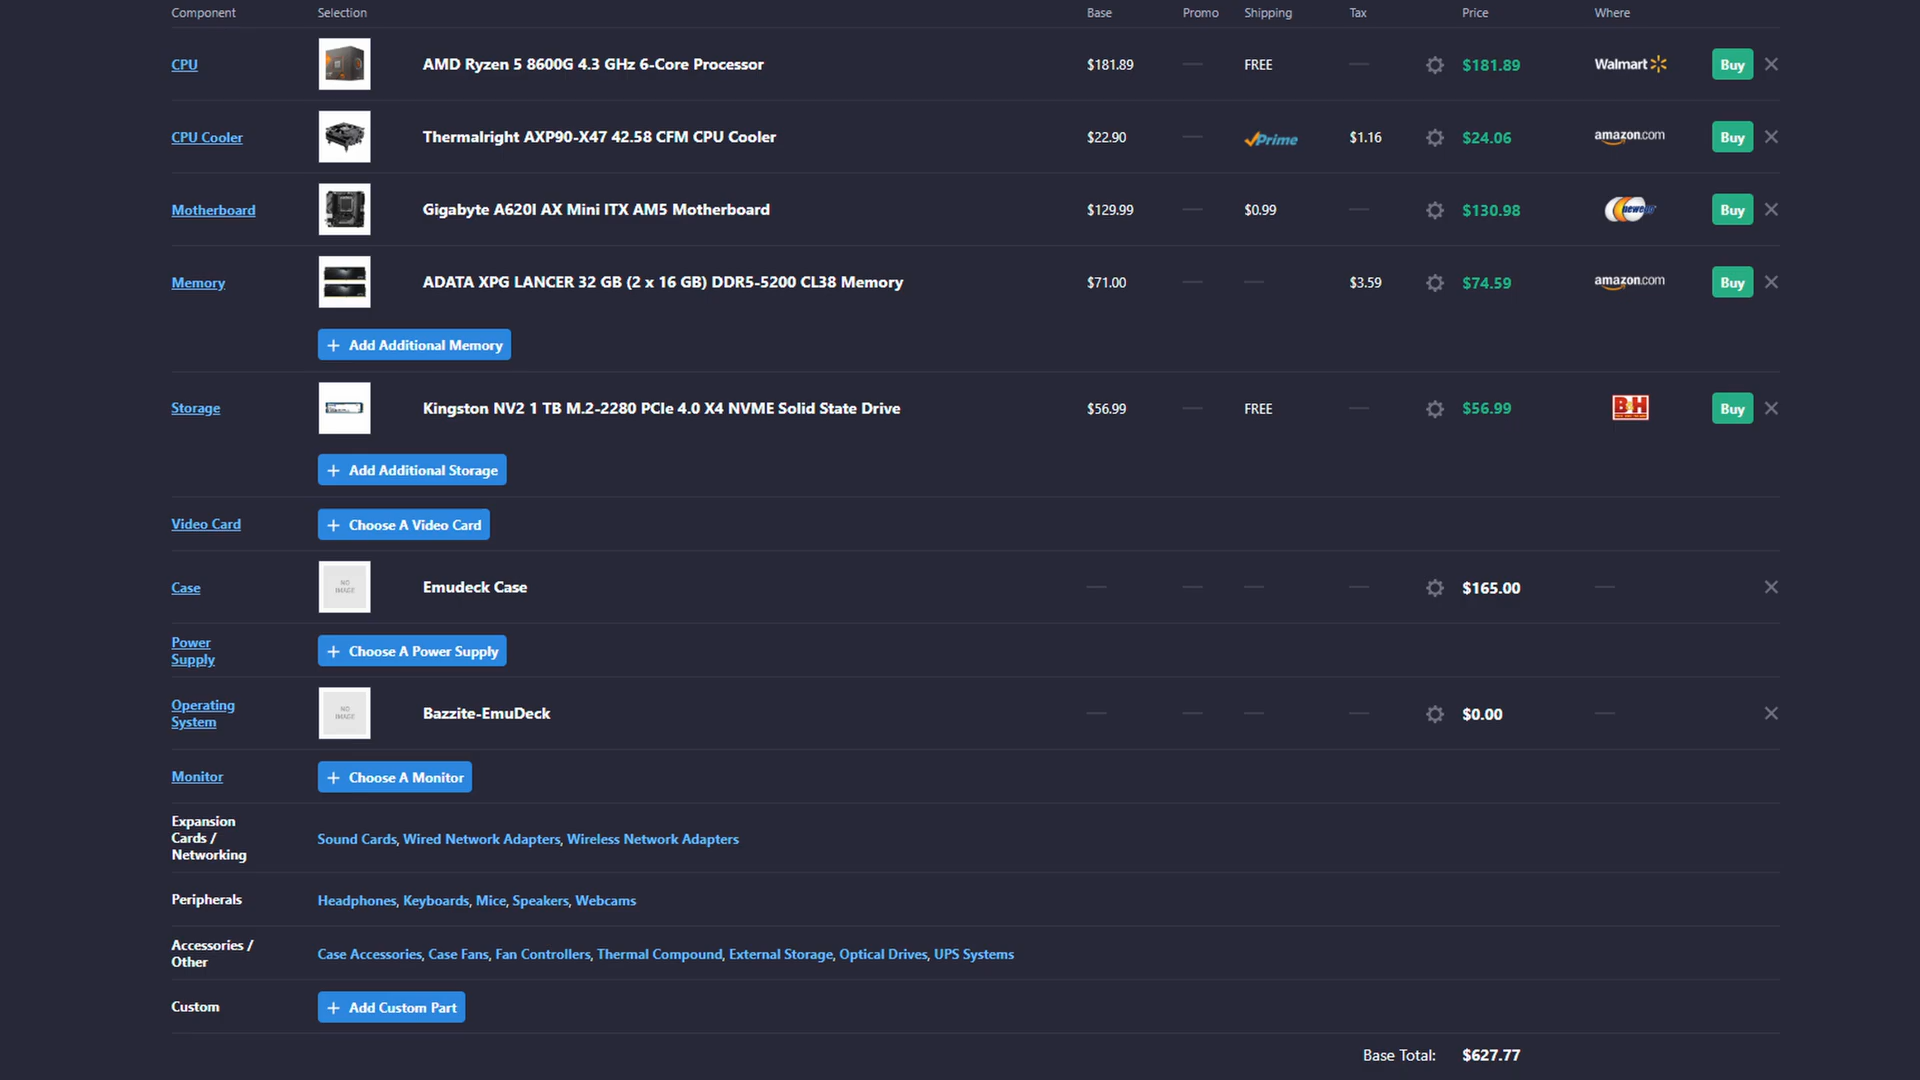 Component Selection Base Promo Shipping Tax Price Where
CPU AMD Ryzen 5 8600G 4.3 GHz 6-Core Processor $181.89 — FREE — $181.89 Walmart Buy
CPU Cooler Thermalright AXP90-X47 42.58 CFM CPU Cooler $22.90 — Prime $1.16 $24.06 amazon.com Buy
Motherboard Gigabyte A620I AX Mini ITX AM5 Motherboard $129.99 — $0.99 — $130.98 newegg Buy
Memory ADATA XPG LANCER 32 GB (2 x 16 GB) DDR5-5200 CL38 Memory $71.00 — — $3.59 $74.59 amazon.com Buy
+ Add Additional Memory
Storage Kingston NV2 1 TB M.2-2280 PCIe 4.0 X4 NVME Solid State Drive $56.99 — FREE — $56.99 B&H Buy
+ Add Additional Storage
Video Card + Choose A Video Card
Case NO IMAGE Emudeck Case — — — — $165.00 —
Power
Supply + Choose A Power Supply
Operating
System NO IMAGE Bazzite-EmuDeck — — — — $0.00 —
Monitor + Choose A Monitor
Expansion
Cards / Sound Cards, Wired Network Adapters, Wireless Network Adapters
Networking
Peripherals Headphones, Keyboards, Mice, Speakers, Webcams
Accessories /
Other Case Accessories, Case Fans, Fan Controllers, Thermal Compound, External Storage, Optical Drives, UPS Systems
Custom + Add Custom Part
Base Total: $627.77